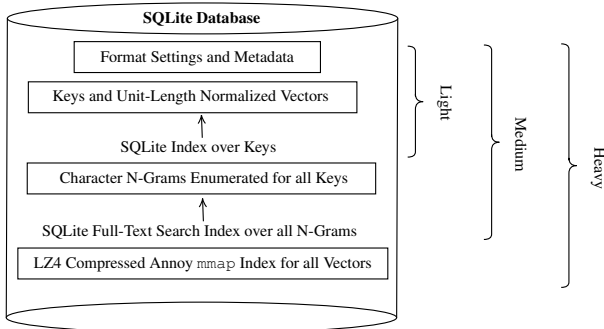 SQLite Database
Format Settings and Metadata
Keys and Unit-Length Normalized Vectors
SQLite Index over Keys
Character N-Grams Enumerated for all Keys
SQLite Full-Text Search Index over all N-Grams
LZ4 Compressed Annoy mmap Index for all Vectors
Light
Medium
Heavy